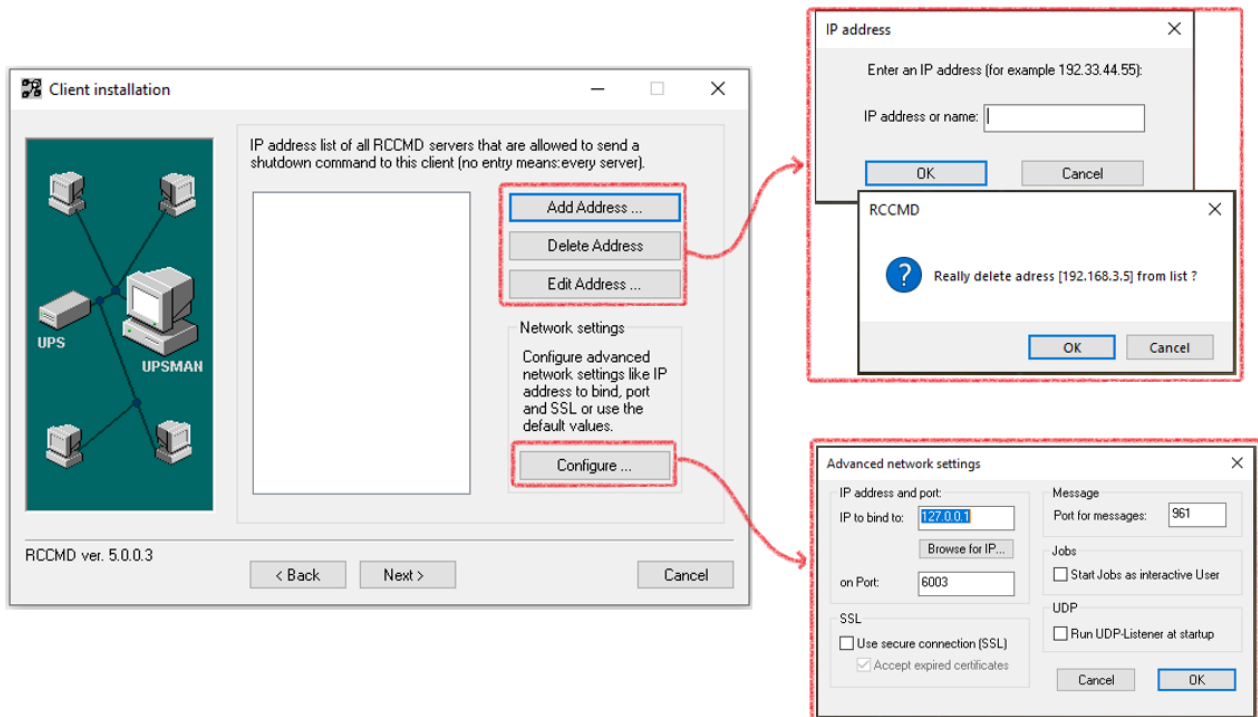 Client installation
IP address list of all RCCMD servers that are allowed to send a
shutdown command to this client (no entry means:every server).
Add Address ...
Delete Address
Edit Address ...
UPS
UPSMAN
Network settings
Configure advanced
network settings like IP
address to bind, port
and SSL or use the
default values.
Configure ...
RCCMD ver. 5.0.0.3
< Back
Next >
Cancel
IP address
Enter an IP address (for example 192.33.44.55):
IP address or name:
OK
Cancel
RCCMD
?
Really delete adress [192.168.3.5] from list ?
OK
Cancel
Advanced network settings
IP address and port:
IP to bind to: 127.0.0.1
Browse for IP...
on Port: 6003
SSL
Use secure connection (SSL)
Accept expired certificates
Message
Port for messages: 961
Jobs
Start Jobs as interactive User
UDP
Run UDP-Listener at startup
Cancel
OK